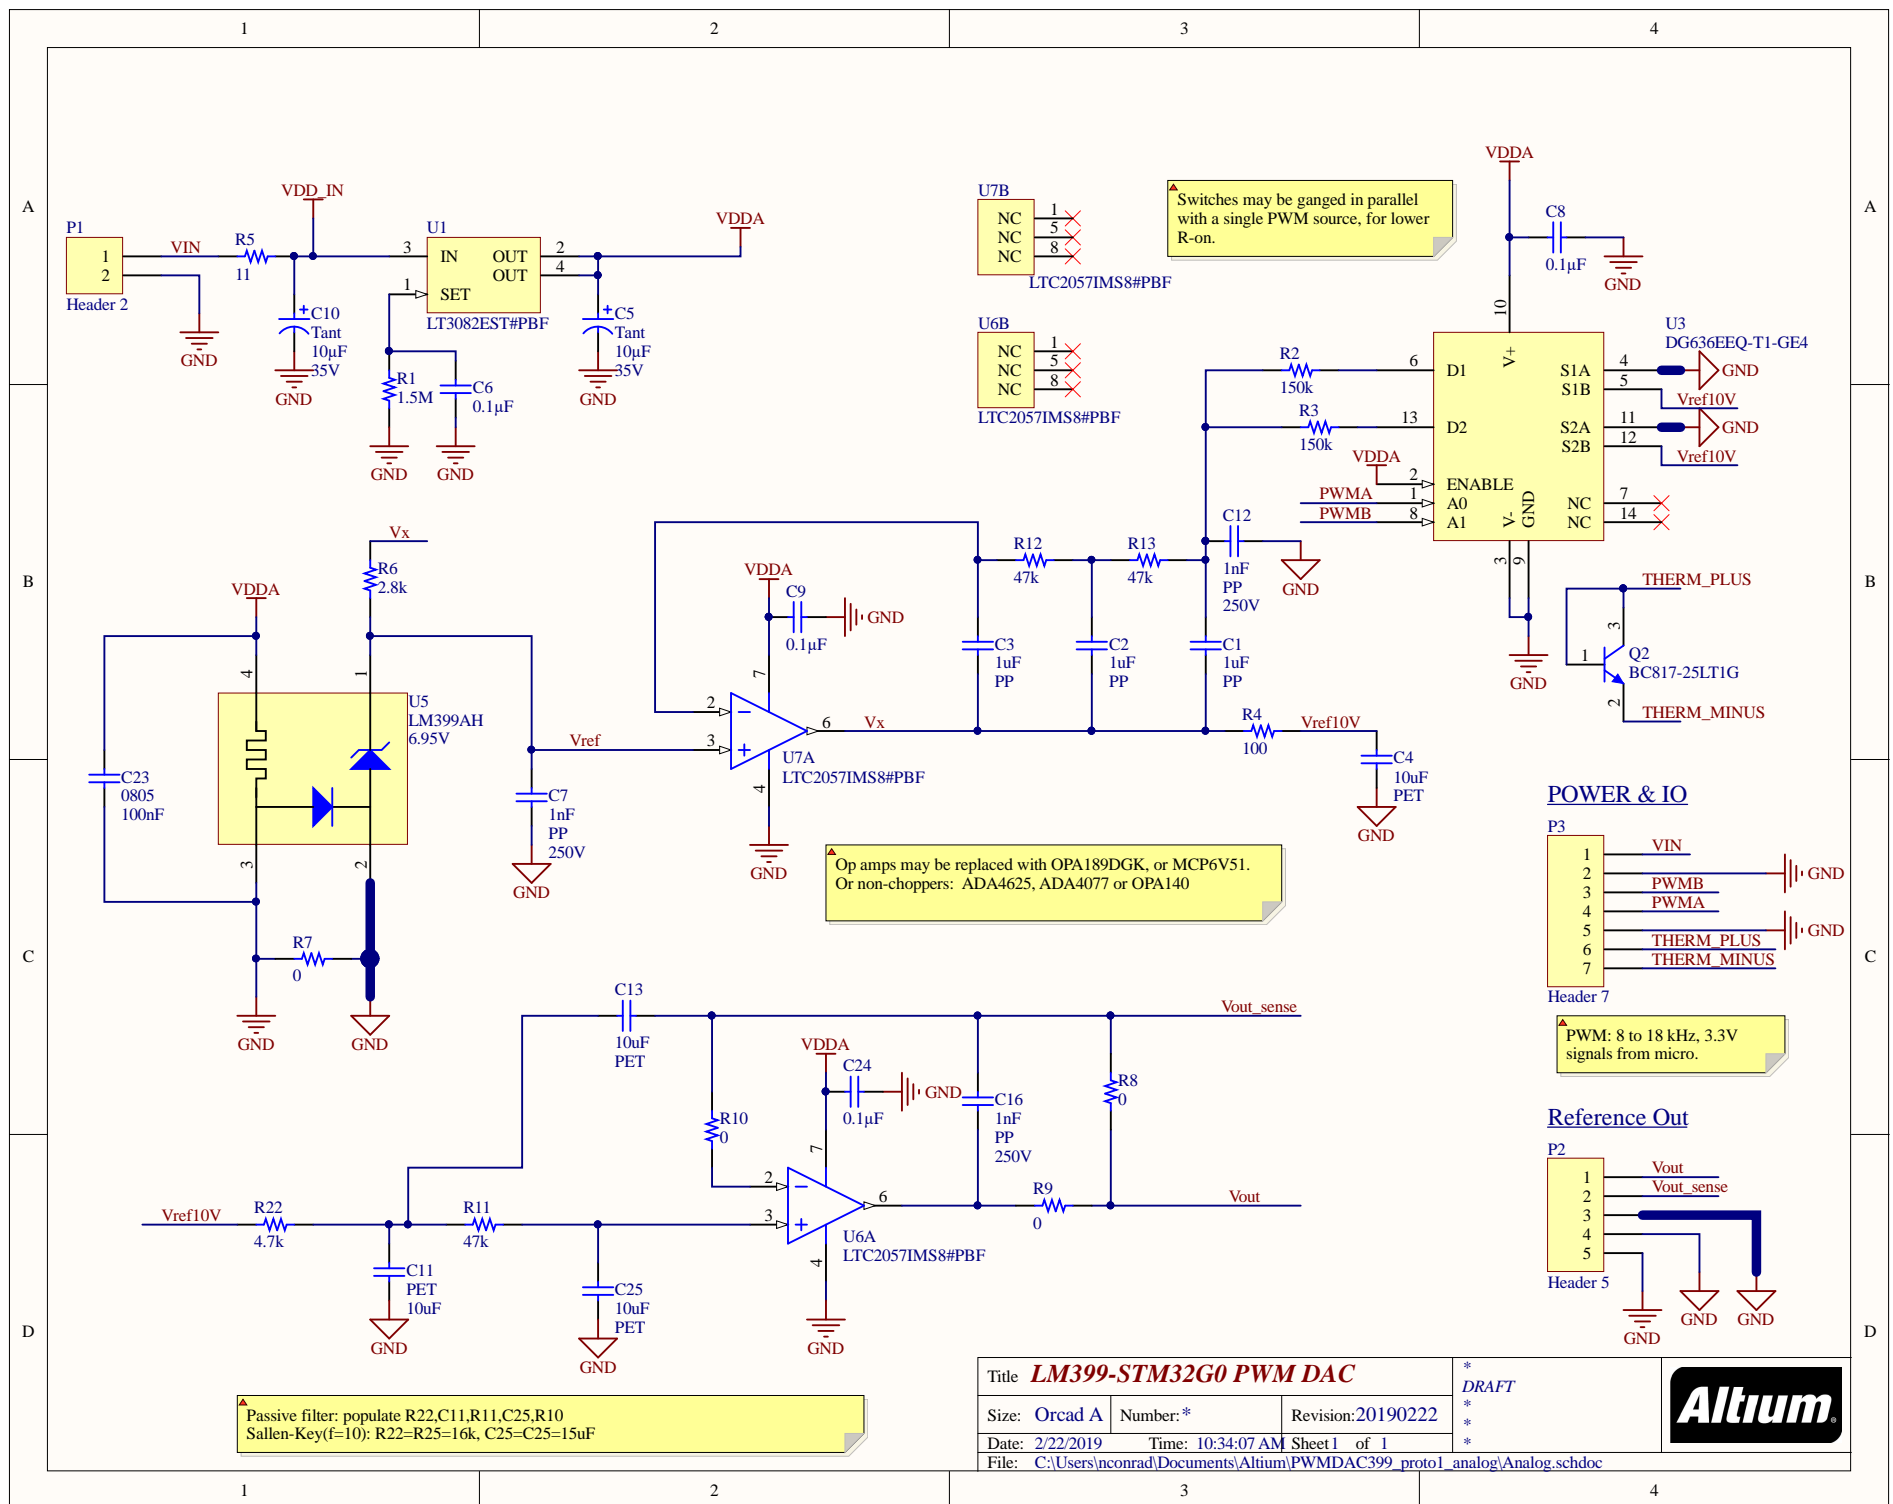 1
2
3
4
A
A
B
B
C
C
D
D
1
2
3
4
P1
1
2
Header 2
VIN
GND
R5
11
VDD_IN
C10
Tant
10µF
35V
GND
U1
3
IN
OUT
2
OUT
4
1
SET
LT3082EST#PBF
R1
1.5M
GND
C6
0.1µF
GND
VDDA
C5
Tant
10µF
35V
GND
U7B
NC
1
NC
5
NC
8
LTC2057IMS8#PBF
U6B
NC
1
NC
5
NC
8
LTC2057IMS8#PBF
Switches may be ganged in parallel
with a single PWM source, for lower
R-on.
VDDA
C8
0.1µF
GND
10
V+
U3
DG636EEQ-T1-GE4
6
D1
S1A
4
GND
S1B
5
Vref10V
13
D2
S2A
11
GND
S2B
12
Vref10V
VDDA
2
ENABLE
PWMA
1
A0
NC
7
PWMB
8
A1
NC
14
V-
GND
3
9
GND
R2
150k
R3
150k
C12
1nF
PP
250V
GND
R12
47k
R13
47k
C3
1uF
PP
C2
1uF
PP
C1
1uF
PP
THERM_PLUS
3
1
Q2
BC817-25LT1G
2
THERM_MINUS
Vx
R6
2.8k
VDDA
4
1
U5
LM399AH
6.95V
C23
0805
100nF
3
2
R7
0
GND
GND
Vref
C7
1nF
PP
250V
GND
VDDA
C9
0.1µF
GND
7
2
3
6
Vx
U7A
LTC2057IMS8#PBF
4
GND
R4
100
Vref10V
C4
10uF
PET
GND
Op amps may be replaced with OPA189DGK, or MCP6V51.
Or non-choppers:  ADA4625, ADA4077 or OPA140
POWER & IO
P3
1
VIN
2
GND
3
PWMB
4
PWMA
5
GND
6
THERM_PLUS
7
THERM_MINUS
Header 7
PWM: 8 to 18 kHz, 3.3V
signals from micro.
Reference Out
P2
1
Vout
2
Vout_sense
3
4
5
Header 5
GND
GND
GND
C13
10uF
PET
Vout_sense
VDDA
C24
0.1µF
GND
R10
0
7
C16
1nF
PP
250V
R8
0
2
3
6
U6A
LTC2057IMS8#PBF
4
GND
R9
0
Vout
Vref10V
R22
4.7k
R11
47k
C11
PET
10uF
GND
C25
10uF
PET
GND
Passive filter: populate R22,C11,R11,C25,R10
Sallen-Key(f=10): R22=R25=16k, C25=C25=15uF
Title LM399-STM32G0 PWM DAC
Size: Orcad A
Number:*
Revision:20190222
Date: 2/22/2019
Time: 10:34:07 AM
Sheet 1 of 1
File: C:\Users\nconrad\Documents\Altium\PWMDAC399_proto1_analog\Analog.schdoc
*
DRAFT
*
*
*
Altium